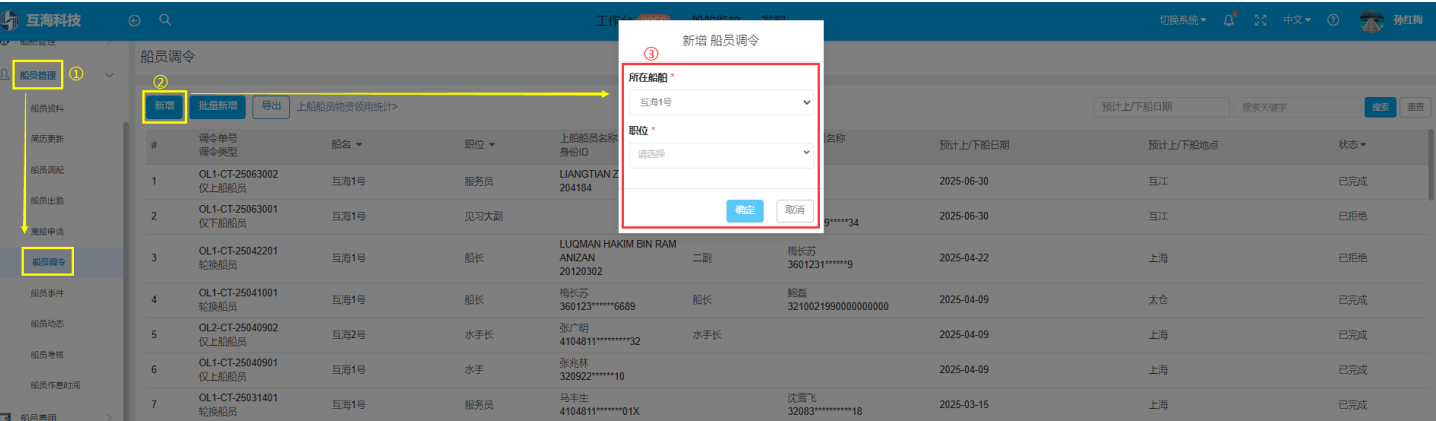 互海科技
工作台
切换系统
中文
孙红梅
船员管理 ①
船员资料
简历更新
船员调配
船员出勤
离船申请
船员调令
船员事件
船员动态
船员考核
船员作息时间
船员费用
船员调令
②
新增 批量新增 导出 上船船员物资领用统计>
预计上/下船日期 搜索关键字 搜索 重置
# 调令单号 船名 职位 上船船员名称 预计上/下船日期 预计上/下船地点 状态
调令类型 身份ID
1 OL1-CT-25063002 互海1号 服务员 LIANGTIAN Z 2025-06-30 互江 已完成
仅上船船员 204184
2 OL1-CT-25063001 互海1号 见习大副 2025-06-30 互江 已拒绝
仅下船船员 9*****34
3 OL1-CT-25042201 互海1号 船长 LUQMAN HAKIM BIN RAM 二副 梅长苏 2025-04-22 上海 已拒绝
轮换船员 ANIZAN 3601231******9
20120302
4 OL1-CT-25041001 互海1号 船长 梅长苏 船长 鲍磊 2025-04-09 太仓 已完成
轮换船员 360123******6689 3210021990000000000
5 OL2-CT-25040902 互海2号 水手长 张广明 水手长 2025-04-09 上海 已完成
仅上船船员 4104811*********32
6 OL1-CT-25040901 互海1号 水手 张兆林 2025-04-09 上海 已完成
仅上船船员 320922******10
7 OL1-CT-25031401 互海1号 服务员 马丰生 沈雪飞 2025-03-15 上海 已完成
轮换船员 4104811*******01X 32083**********18
新增 船员调令
③
所在船舶 *
互海1号
职位 *
请选择
确定 取消